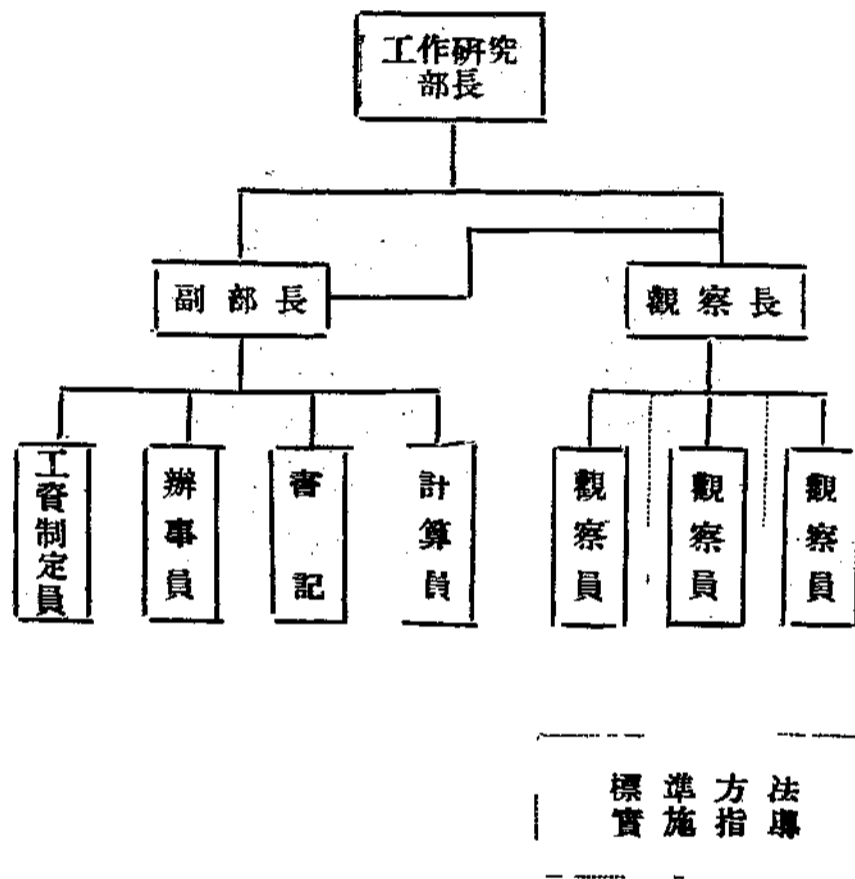 工作研究
部長
副部長
觀察長
工資制定員
辦事員
書記
計算員
觀察員
觀察員
觀察員
標準方法
實施指導